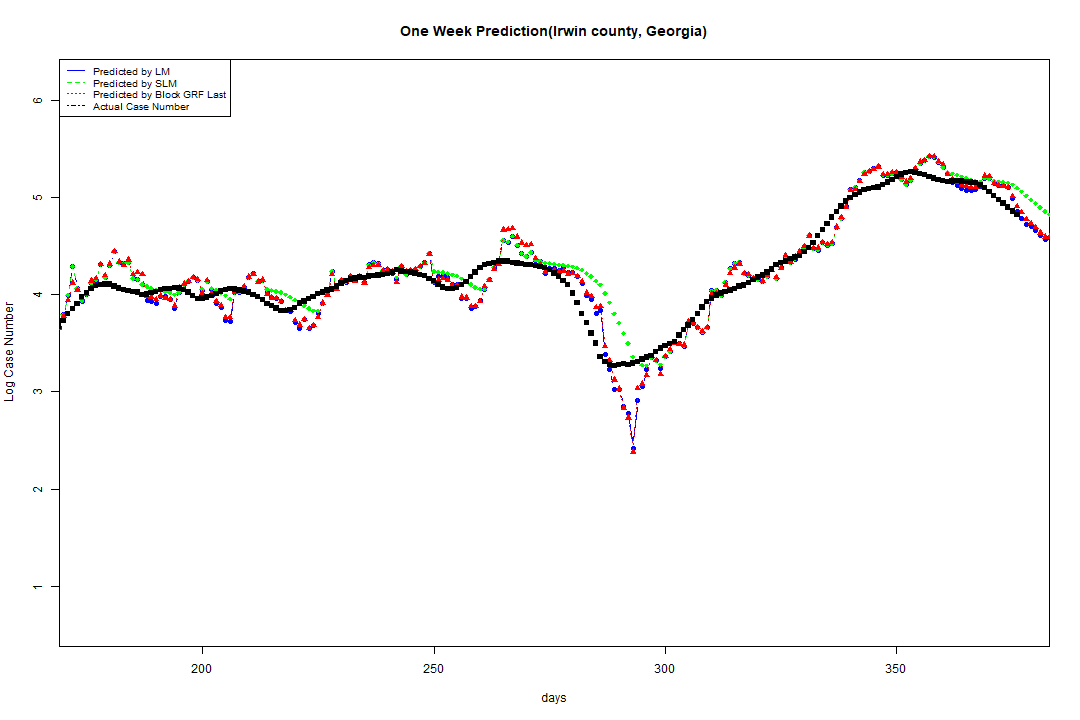 One Week Prediction(Irwin county, Georgia)
Predicted by LM
Predicted by SLM
Predicted by Block GRF Last
Actual Case Number
6
5
4
3
2
1
Log Case Number
200 250 300 350
days